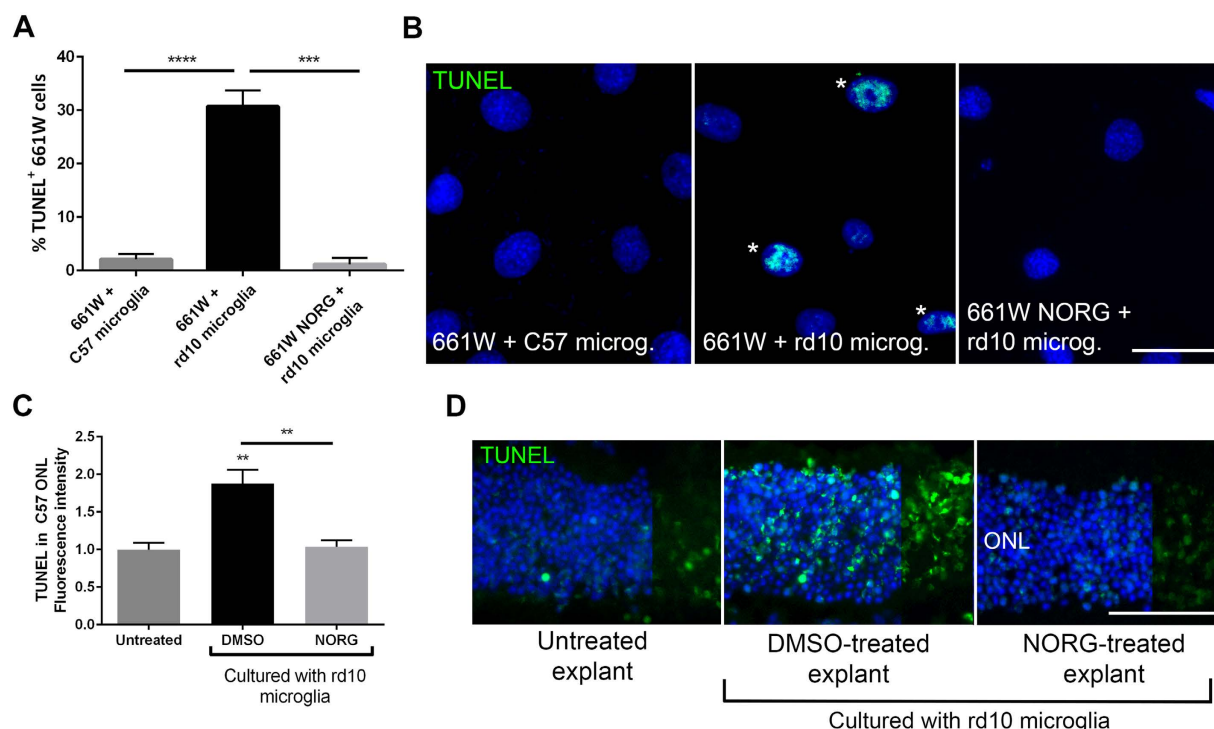 A
% TUNEL+ 661W cells
40
30
20
10
0
****
***
661W +
C57 microglia
661W +
rd10 microglia
661W NORG +
rd10 microglia
B
TUNEL
*
*
*
661W + C57 microg.
661W + rd10 microg.
661W NORG +
rd10 microg.
C
TUNEL in C57 ONL
Fluorescence intensity
2.5
2.0
1.5
1.0
0.5
0.0
**
**
Untreated
DMSO
NORG
Cultured with rd10
microglia
D
TUNEL
ONL
Untreated
explant
DMSO-treated
explant
NORG-treated
explant
Cultured with rd10 microglia